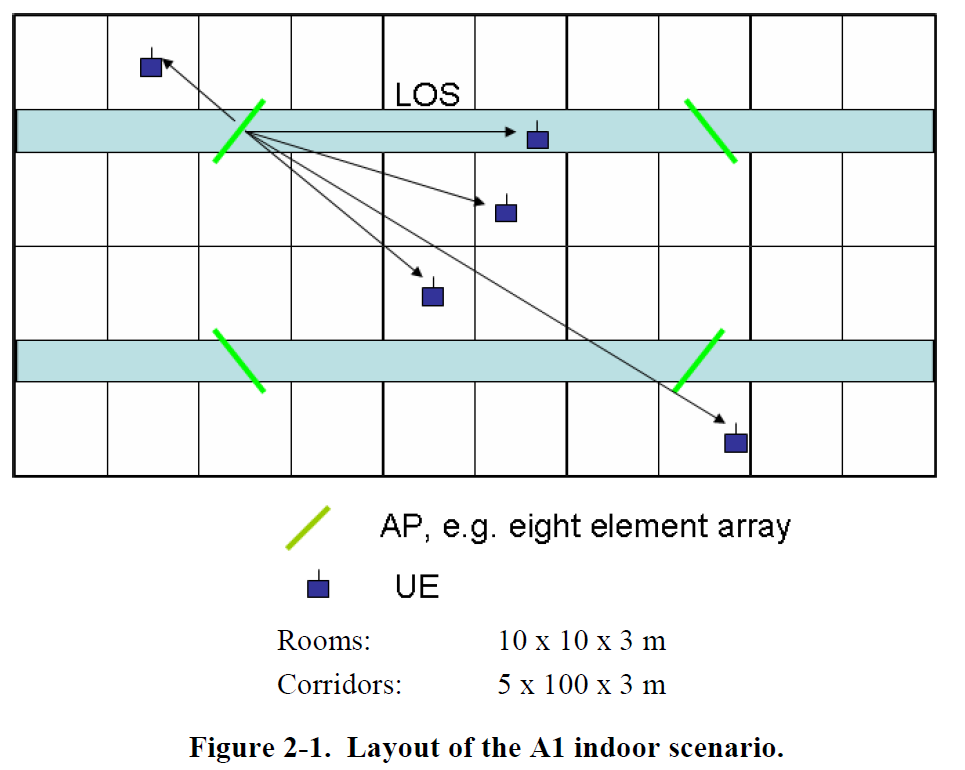 LOS
AP, e.g. eight element array
UE
Rooms: 10 x 10 x 3 m
Corridors: 5 x 100 x 3 m
Figure 2-1. Layout of the A1 indoor scenario.